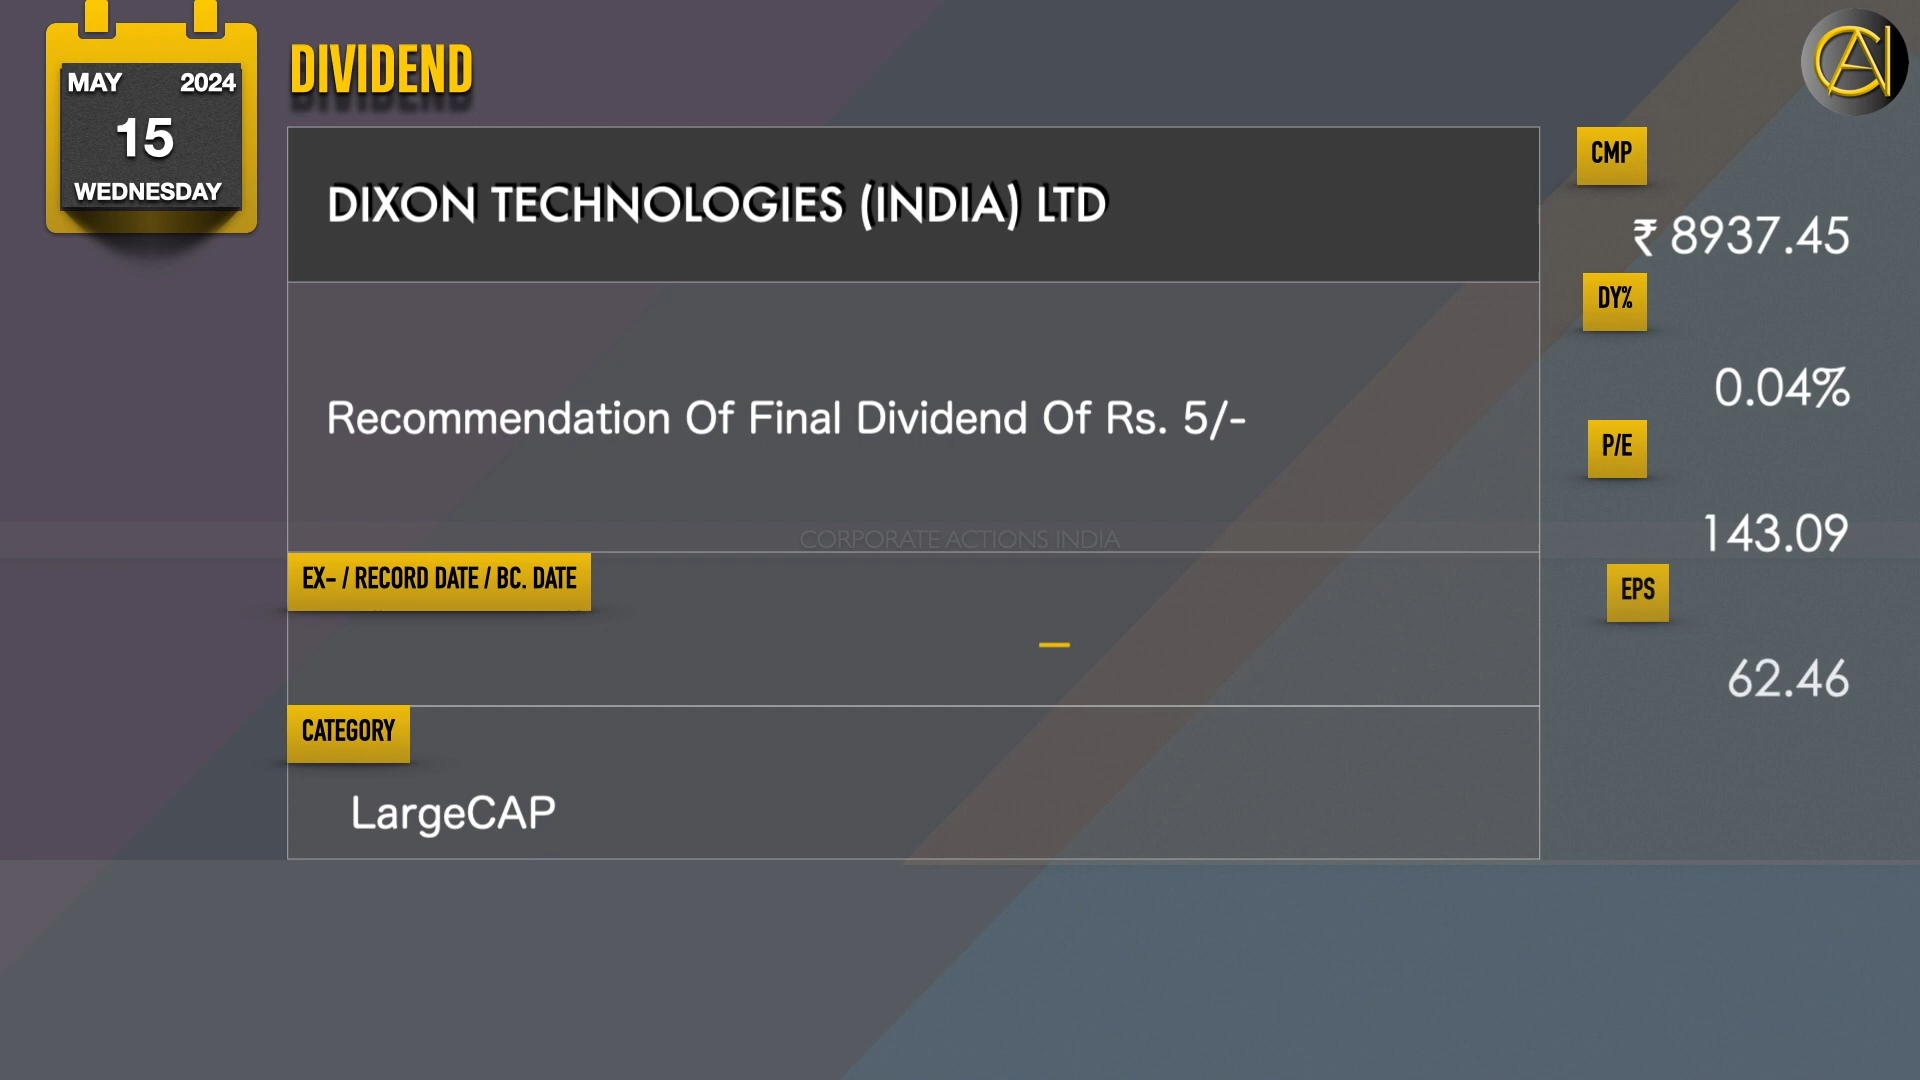 MAY 2024
15
WEDNESDAY
DIVIDEND
DIXON TECHNOLOGIES (INDIA) LTD
Recommendation Of Final Dividend Of Rs. 5/-
CORPORATE ACTIONS INDIA
EX- / RECORD DATE / BC. DATE
–
CATEGORY
LargeCAP
CMP
₹ 8937.45
DY%
0.04%
P/E
143.09
EPS
62.46
CAI